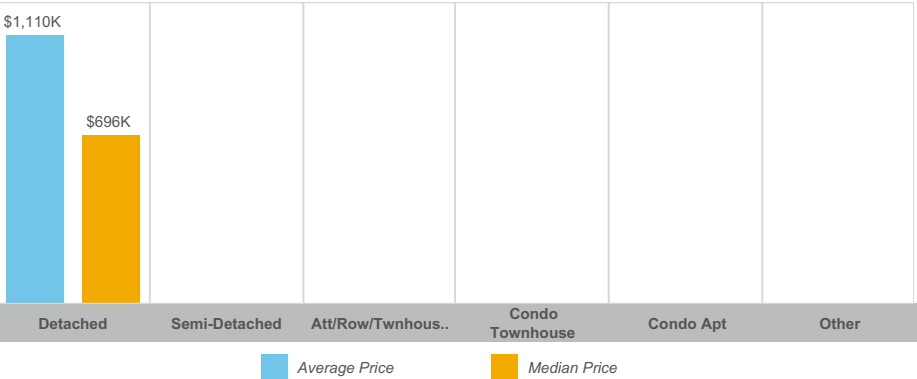 $1,110K
$696K
Detached
Semi-Detached
Att/Row/Twnhous..
Condo
Townhouse
Condo Apt
Other
Average Price
Median Price